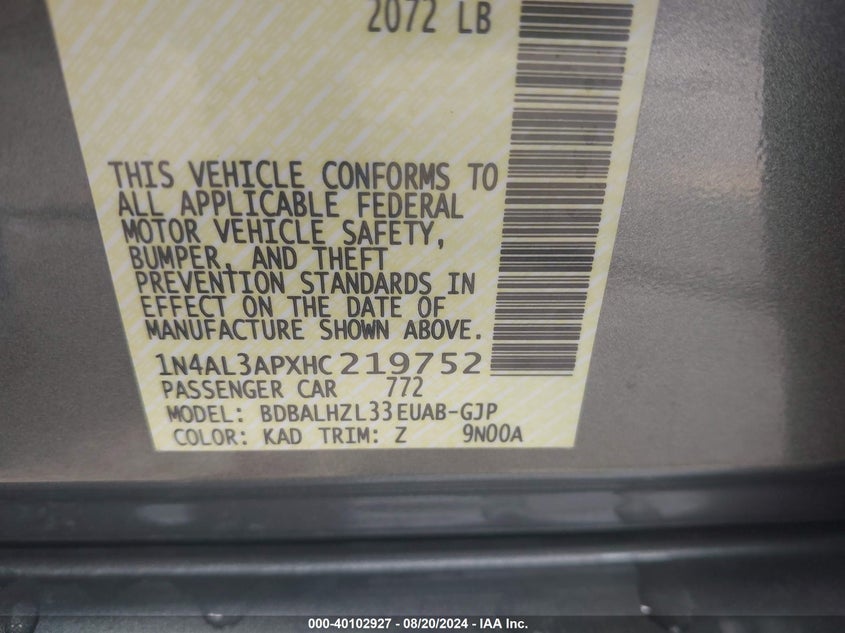 2072 LB
THIS VEHICLE CONFORMS TO
ALL APPLICABLE FEDERAL
MOTOR VEHICLE SAFETY,
BUMPER, AND THEFT
PREVENTION STANDARDS IN
EFFECT ON THE DATE OF
MANUFACTURE SHOWN ABOVE.
1N4AL3APXHC219752
PASSENGER CAR 772
MODEL: BDBALHZL33EUAB-GJP
COLOR: KAD TRIM: Z 9N00A
000-40102927 - 08/20/2024 - IAA Inc.